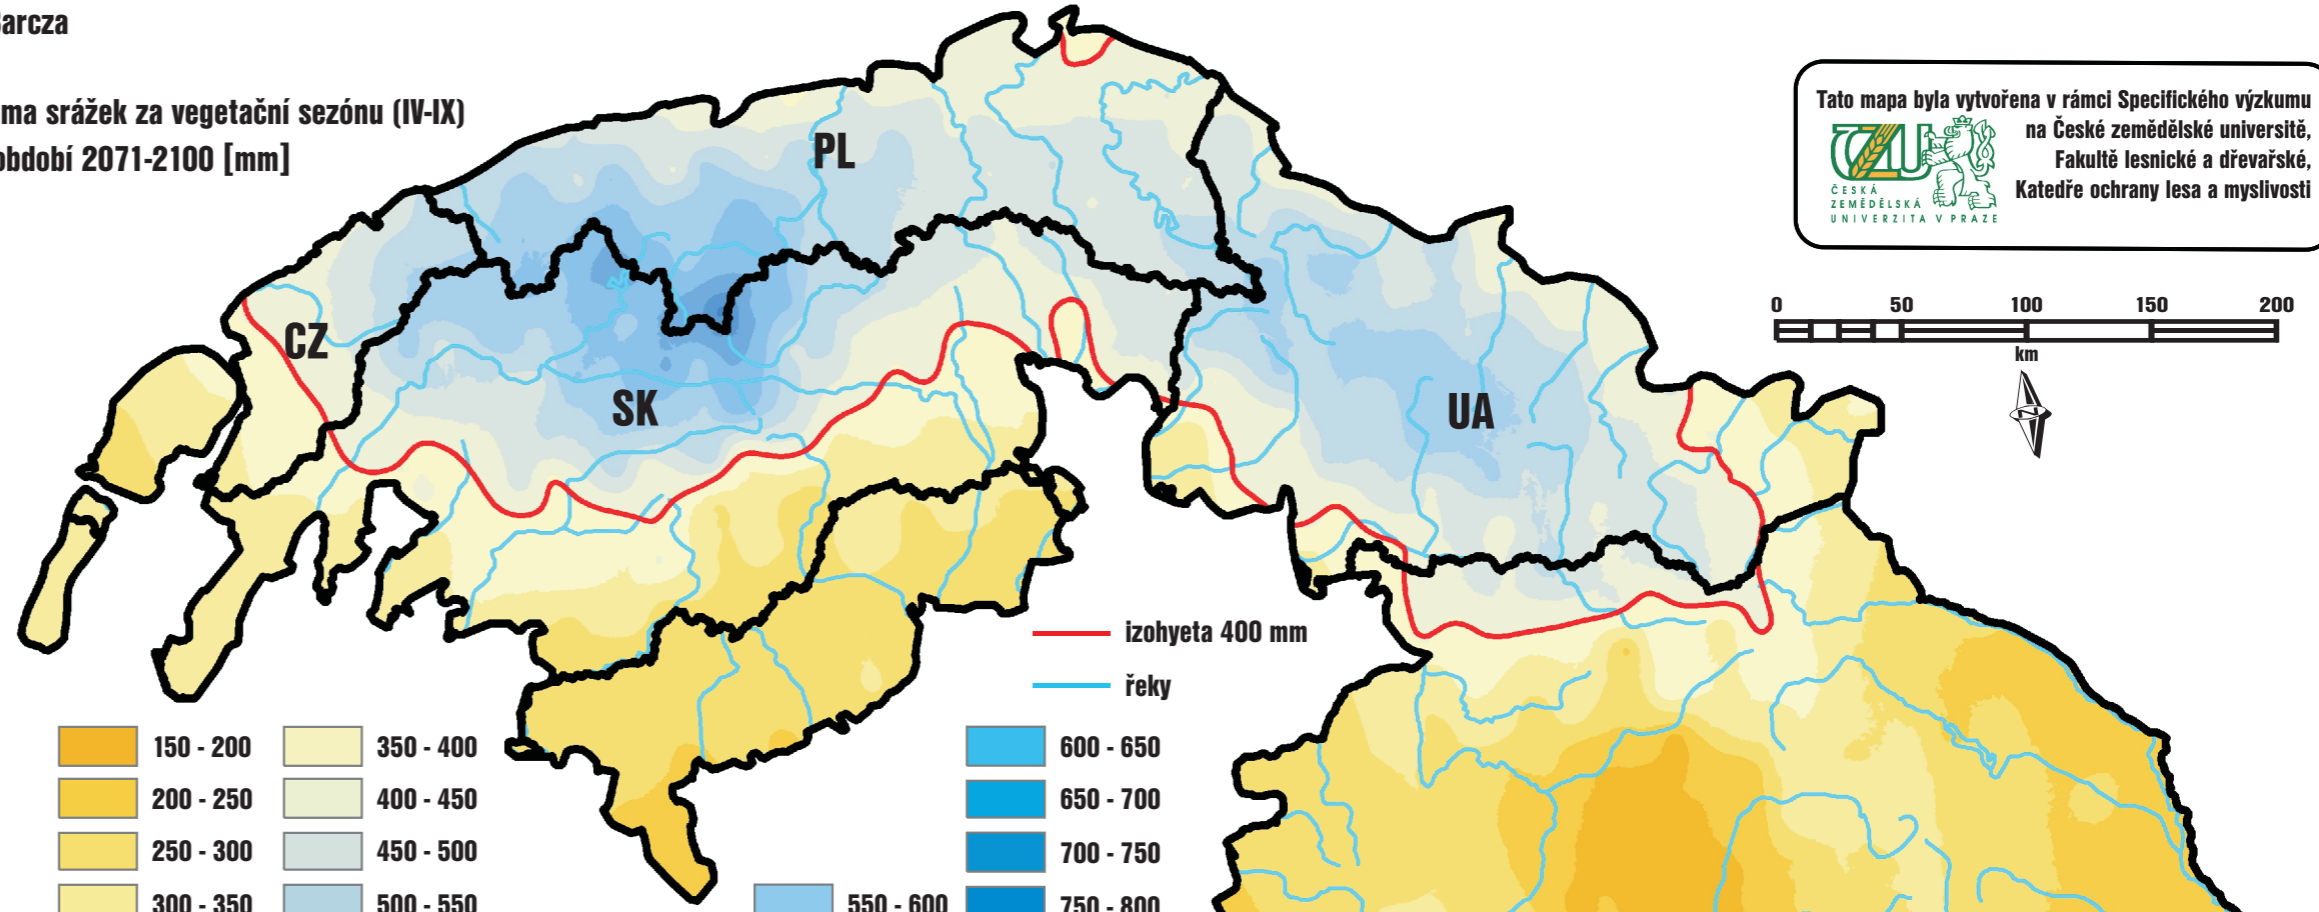 arcza
ma srážek za vegetační sezónu (IV-IX)
období 2071-2100 [mm]
Tato mapa byla vytvořena v rámci Specifického výzkumu
na České zemědělské universitě,
Fakultě lesnické a dřevařské,
Katedře ochrany lesa a myslivosti
ČZU
ČESKÁ
ZEMĚDĚLSKÁ
UNIVERZITA V PRAZE
0 50 100 150 200
km
N
PL
CZ
SK
UA
izohyeta 400 mm
řeky
150 - 200
200 - 250
250 - 300
300 - 350
350 - 400
400 - 450
450 - 500
500 - 550
550 - 600
600 - 650
650 - 700
700 - 750
750 - 800